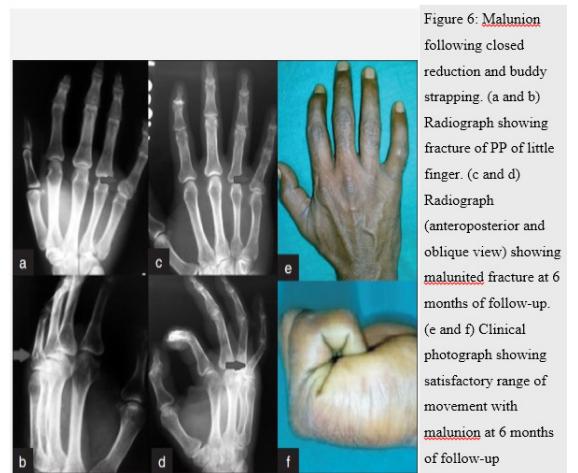 Figure 6: Malunion
following closed
reduction and buddy
strapping. (a and b)
Radiograph showing
fracture of PP of little
finger. (c and d)
Radiograph
(anteroposterior and
oblique view) showing
malunited fracture at 6
months of follow-up.
(e and f) Clinical
photograph showing
satisfactory range of
movement with
malunion at 6 months
of follow-up
a
c
e
b
d
f